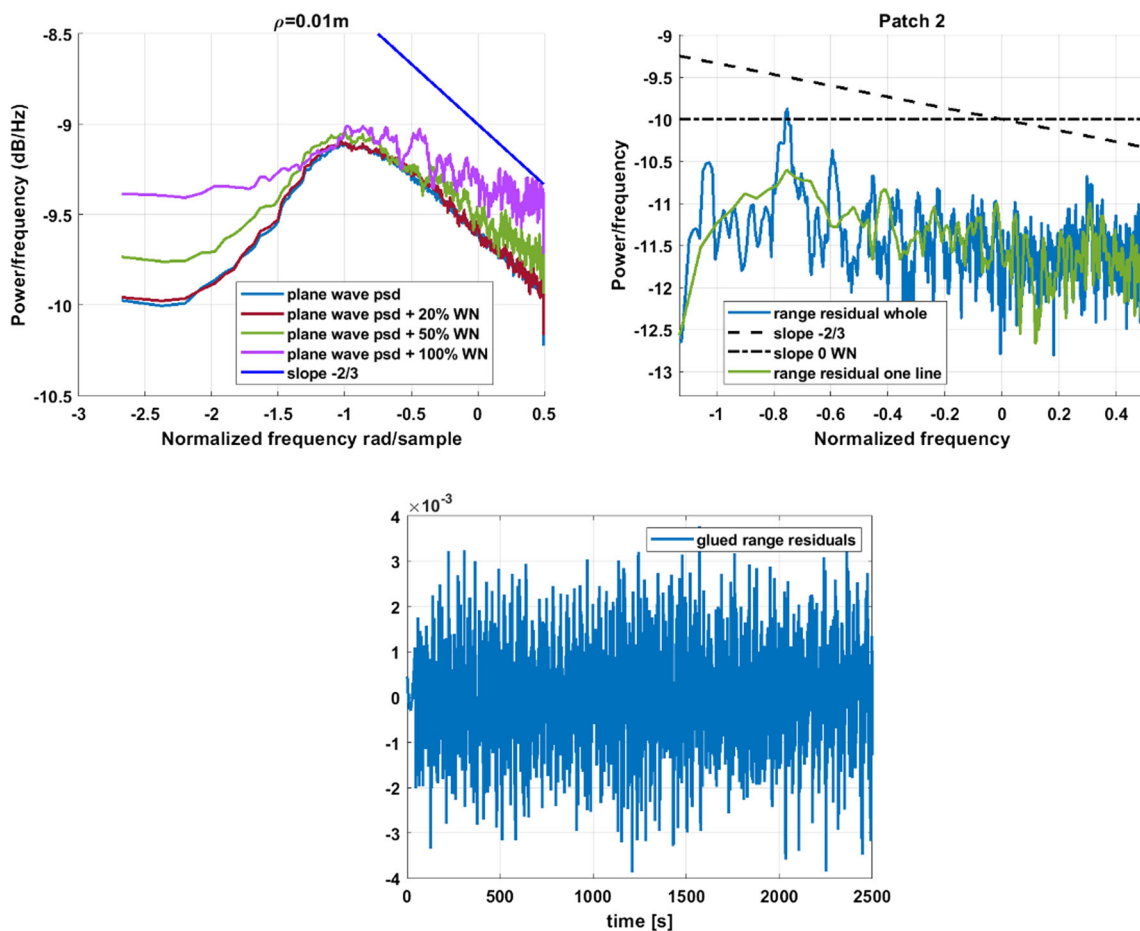 ρ=0.01m
Power/frequency (dB/Hz)
-8.5
-9
-9.5
-10
-10.5
plane wave psd
plane wave psd + 20% WN
plane wave psd + 50% WN
plane wave psd + 100% WN
slope -2/3
-3 -2.5 -2 -1.5 -1 -0.5 0 0.5
Normalized frequency rad/sample
Patch 2
Power/frequency
-9
-9.5
-10
-10.5
-11
-11.5
-12
-12.5
-13
range residual whole
slope -2/3
slope 0 WN
range residual one line
-1 -0.8 -0.6 -0.4 -0.2 0 0.2 0.4
Normalized frequency
×10⁻³
4
3
2
1
0
-1
-2
-3
-4
glued range residuals
0 500 1000 1500 2000 2500
time [s]